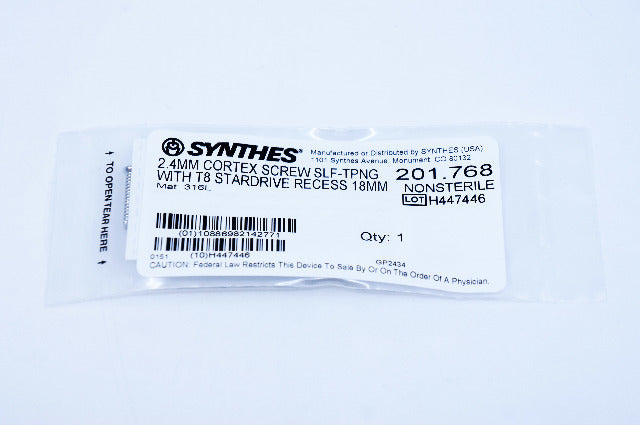 SYNTHES®
Manufactured or Distributed by SYNTHES (USA)
1101 Synthes Avenue, Monument, CO 80132
2.4MM CORTEX SCREW SLF-TPNG
WITH T8 STARDRIVE RECESS 18MM
Mat: 316L
201.768
NONSTERILE
LOT H447446
(01)10886982142771
Qty: 1
0151 (10)H447446
GP2434
CAUTION: Federal Law Restricts This Device To Sale By Or On The Order Of A Physician.
↑ TO OPEN TEAR HERE ↑